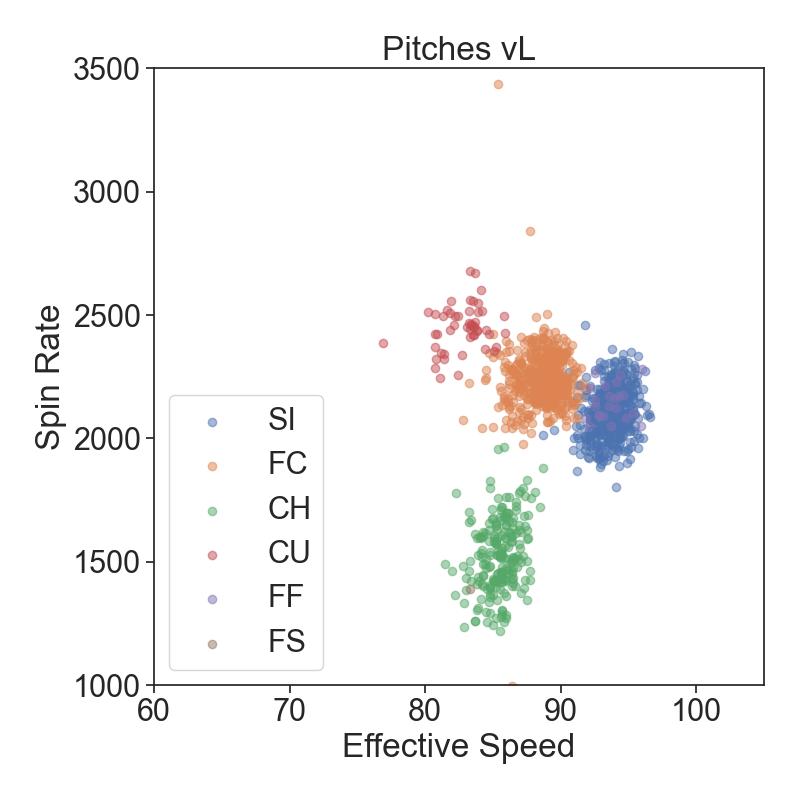 Pitches vL
3500
3000
2500
2000
1500
1000
Spin Rate
SI
FC
CH
CU
FF
FS
60 70 80 90 100
Effective Speed